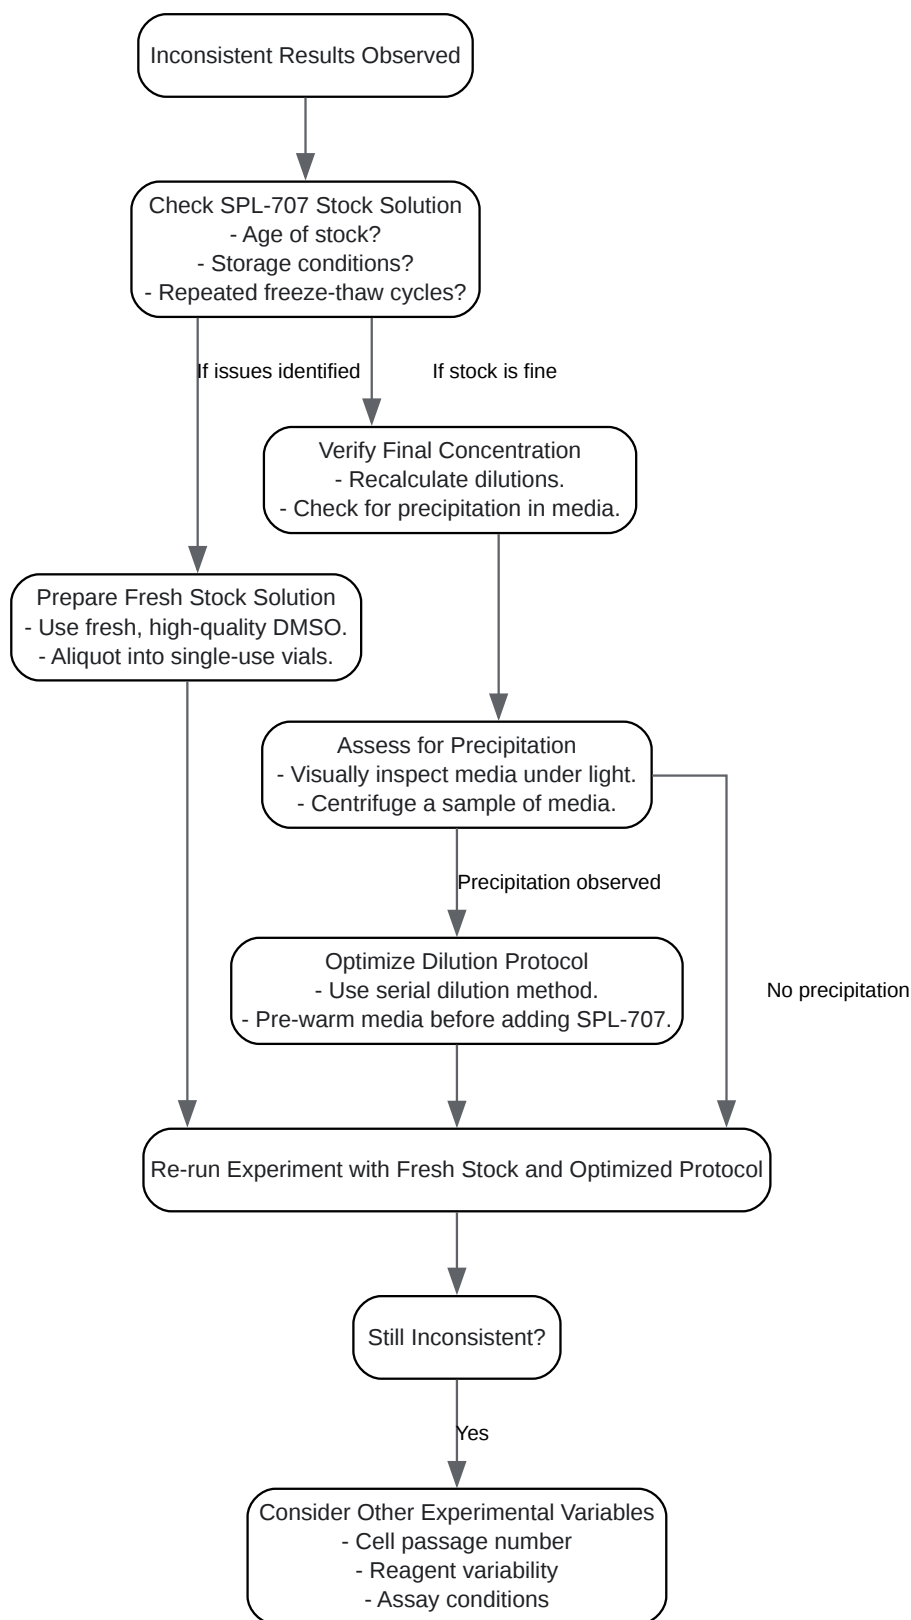 Inconsistent Results Observed
Check SPL-707 Stock Solution
- Age of stock?
- Storage conditions?
- Repeated freeze-thaw cycles?
If issues identified
If stock is fine
Verify Final Concentration
- Recalculate dilutions.
- Check for precipitation in media.
Prepare Fresh Stock Solution
- Use fresh, high-quality DMSO.
- Aliquot into single-use vials.
Assess for Precipitation
- Visually inspect media under light.
- Centrifuge a sample of media.
Precipitation observed
Optimize Dilution Protocol
- Use serial dilution method.
- Pre-warm media before adding SPL-707.
No precipitation
Re-run Experiment with Fresh Stock and Optimized Protocol
Still Inconsistent?
Yes
Consider Other Experimental Variables
- Cell passage number
- Reagent variability
- Assay conditions